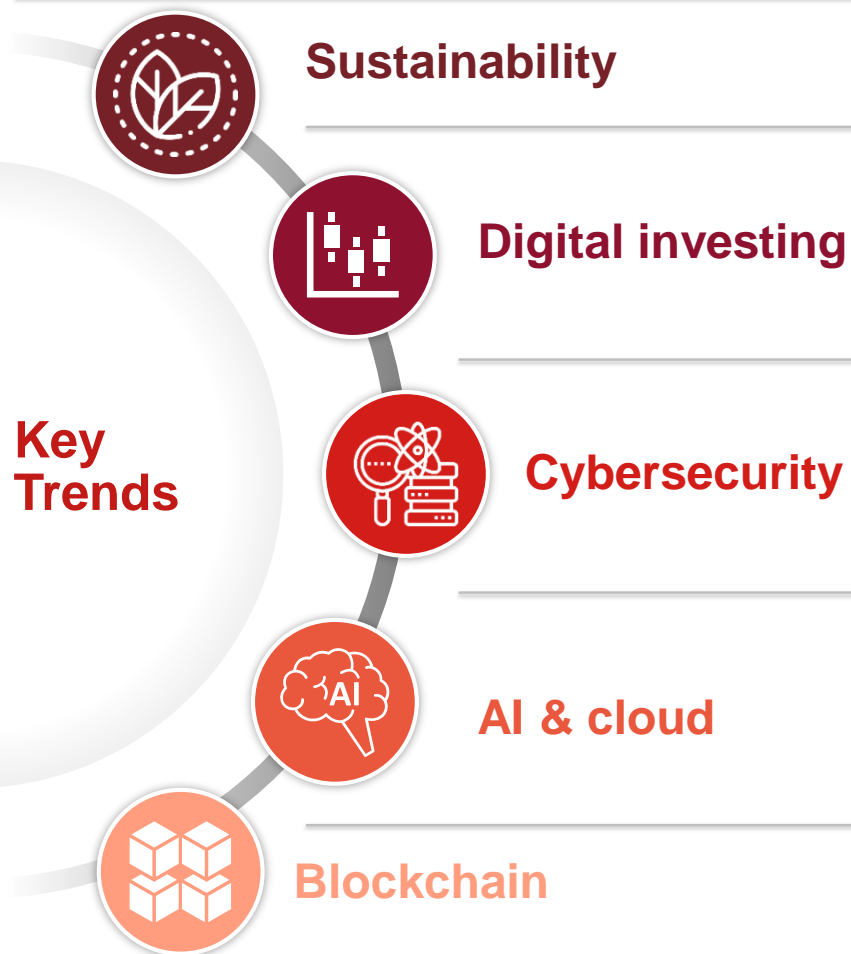 Sustainability
Digital investing
Key
Trends
Cybersecurity
AI
AI & cloud
Blockchain